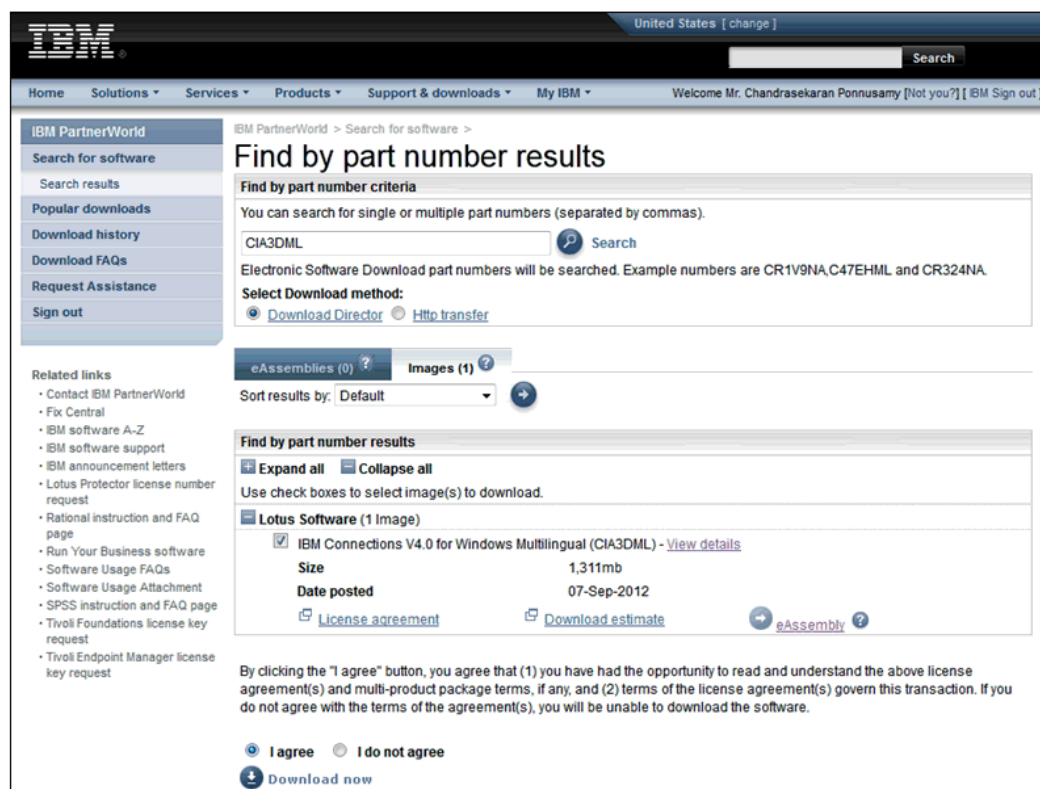 United States [ change ]
IBM
Search
Home Solutions Services Products Support & downloads My IBM Welcome Mr. Chandrasekaran Ponnusamy [Not you?] [ IBM Sign out ]
IBM PartnerWorld
Search for software
Search results
Popular downloads
Download history
Download FAQs
Request Assistance
Sign out
Related links
• Contact IBM PartnerWorld
• Fix Central
• IBM software A-Z
• IBM software support
• IBM announcement letters
• Lotus Protector license number
request
• Rational instruction and FAQ
page
• Run Your Business software
• Software Usage FAQs
• Software Usage Attachment
• SPSS instruction and FAQ page
• Tivoli Foundations license key
request
• Tivoli Endpoint Manager license
key request
IBM PartnerWorld > Search for software >
Find by part number results
Find by part number criteria
You can search for single or multiple part numbers (separated by commas).
CIA3DML Search
Electronic Software Download part numbers will be searched. Example numbers are CR1V9NA,C47EHML and CR324NA.
Select Download method:
Download Director Http transfer
eAssemblies (0) ? Images (1) ?
Sort results by: Default
Find by part number results
Expand all Collapse all
Use check boxes to select image(s) to download.
Lotus Software (1 Image)
IBM Connections V4.0 for Windows Multilingual (CIA3DML) - View details
Size 1,311mb
Date posted 07-Sep-2012
License agreement Download estimate eAssembly ?
By clicking the "I agree" button, you agree that (1) you have had the opportunity to read and understand the above license
agreement(s) and multi-product package terms, if any, and (2) terms of the license agreement(s) govern this transaction. If you
do not agree with the terms of the agreement(s), you will be unable to download the software.
I agree I do not agree
Download now